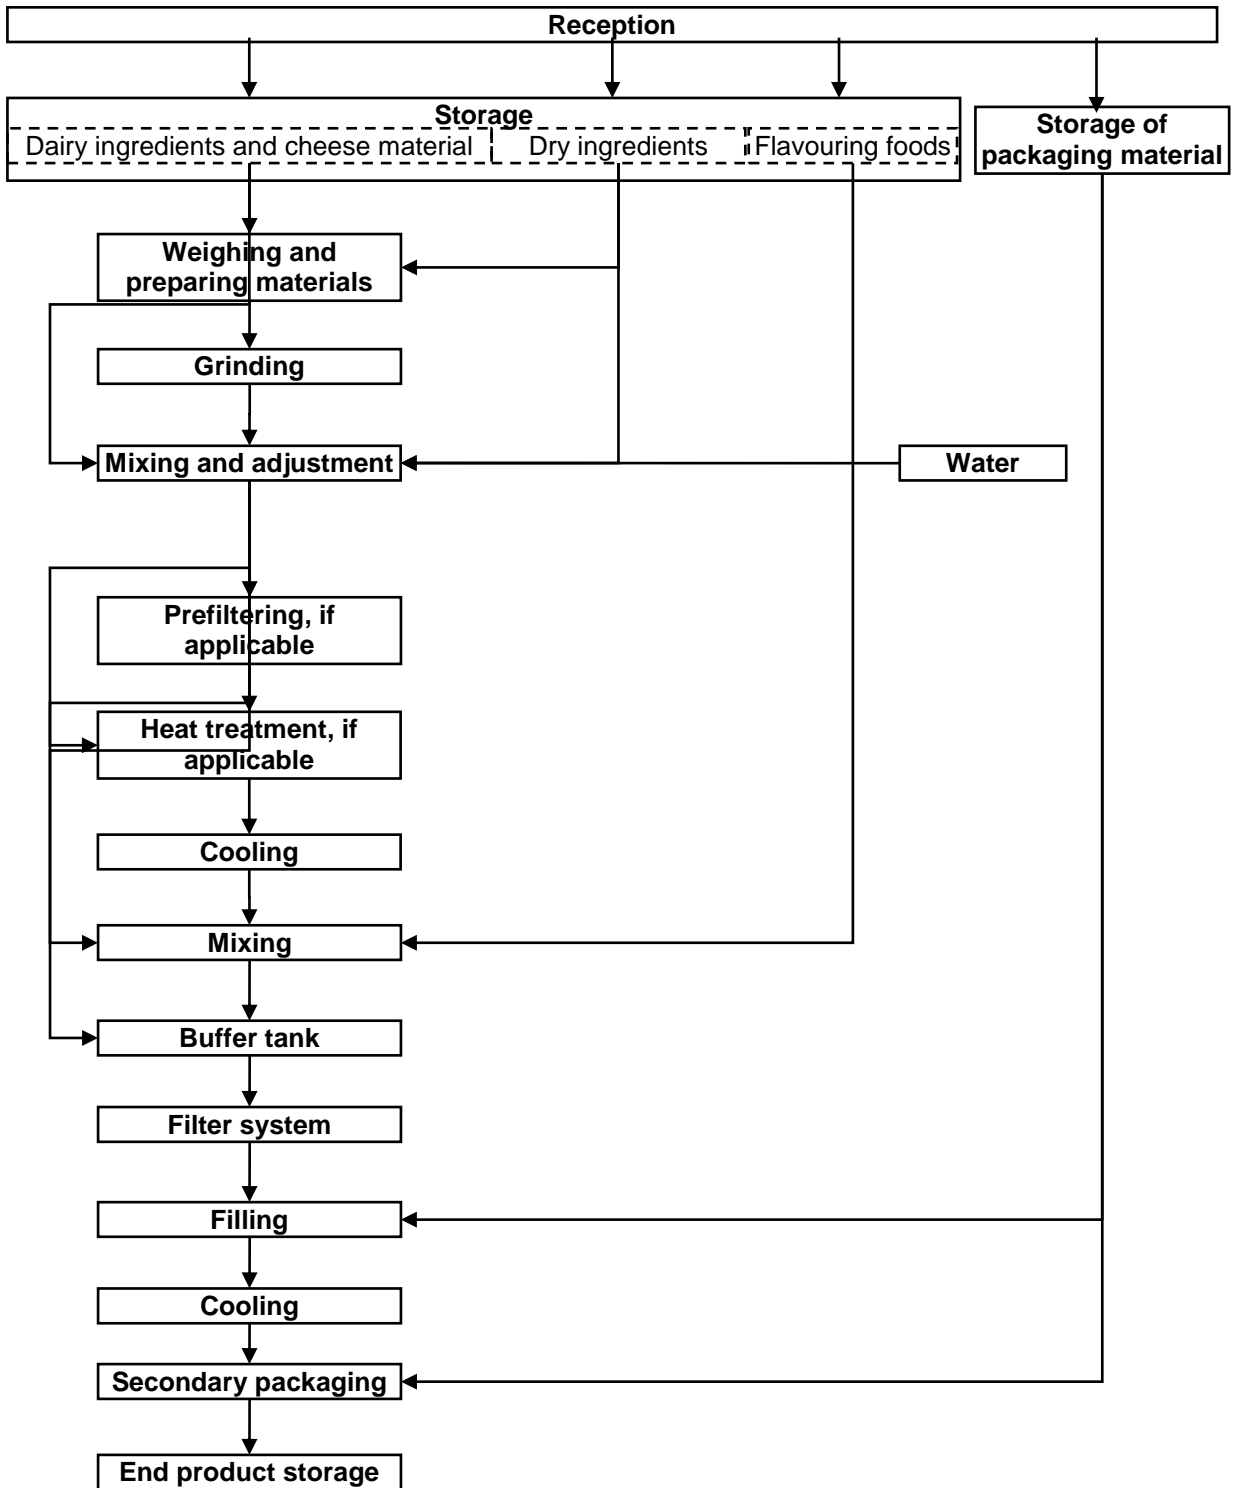 Reception
Storage
Dairy ingredients and cheese material
Dry ingredients
Flavouring foods
Storage of
packaging material
Weighing and
preparing materials
Grinding
Mixing and adjustment
Water
Prefiltering, if
applicable
Heat treatment, if
applicable
Cooling
Mixing
Buffer tank
Filter system
Filling
Cooling
Secondary packaging
End product storage